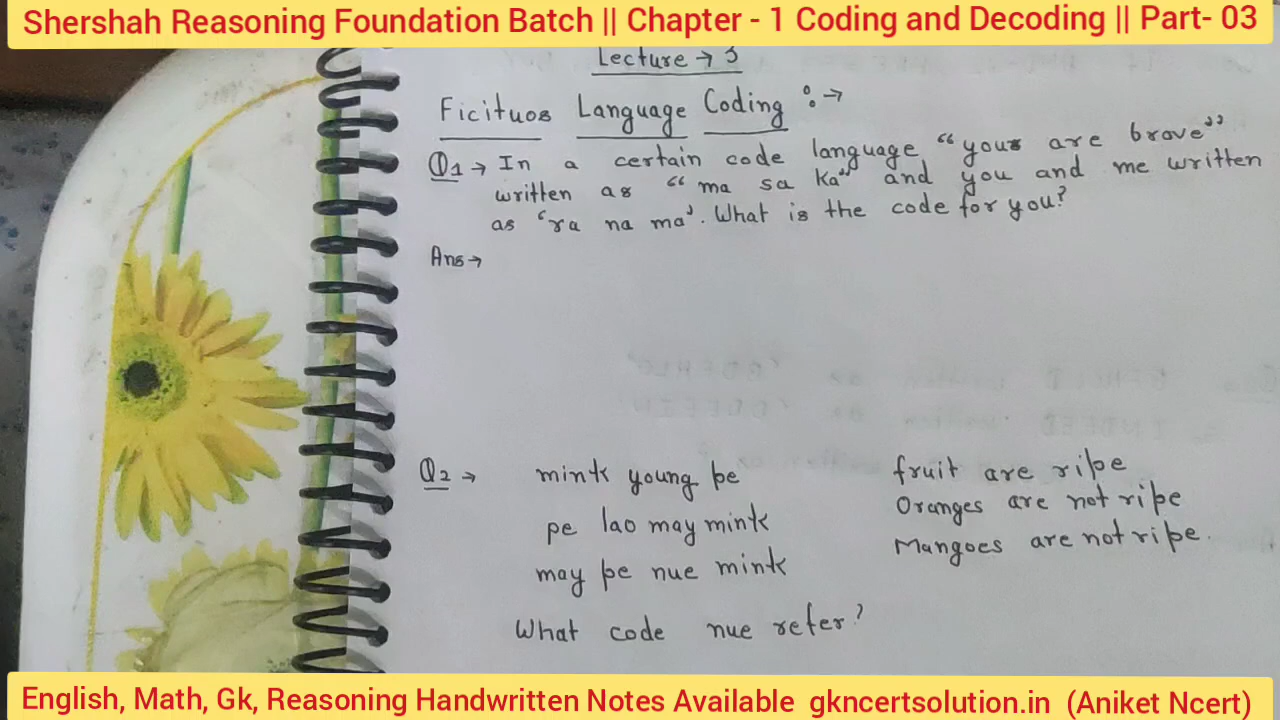 Shershah Reasoning Foundation Batch || Chapter - 1 Coding and Decoding || Part- 03
Lecture → 3
Ficituos Language Coding :→
Q1 → In a certain code language “you are brave”
written as “ma sa ka” and you and me written
as ‘ra na ma’. What is the code for you?
Ans →
Q2 → mink young pe fruit are ripe
pe lao may mink Oranges are not ripe
may pe nue mink Mangoes are not ripe.
What code nue refer?
English, Math, Gk, Reasoning Handwritten Notes Available gkncertsolution.in (Aniket Ncert)